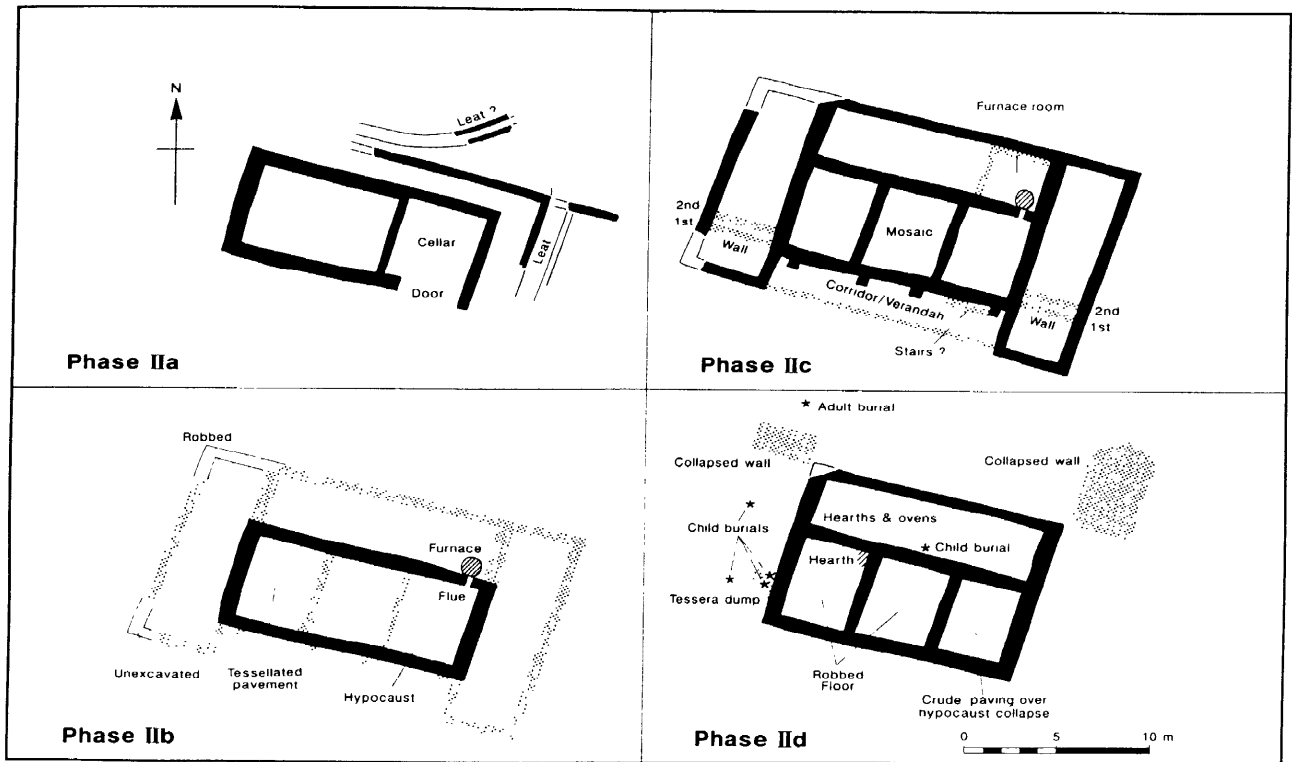 N
Leat ?
Cellar
Leat
Door
Phase IIa
Furnace room
2nd
1st
Wall
Mosaic
Corridor/Verandah
Wall
2nd
1st
Stairs ?
Phase IIc
Robbed
Furnace
Flue
Unexcavated
Tessellated
pavement
Hypocaust
Phase IIb
Adult burial
Collapsed wall
Collapsed wall
Hearths & ovens
Child burials
Child burial
Hearth
Tessera dump
Robbed
Floor
Crude paving over
hypocaust collapse
Phase IId
0 5 10 m